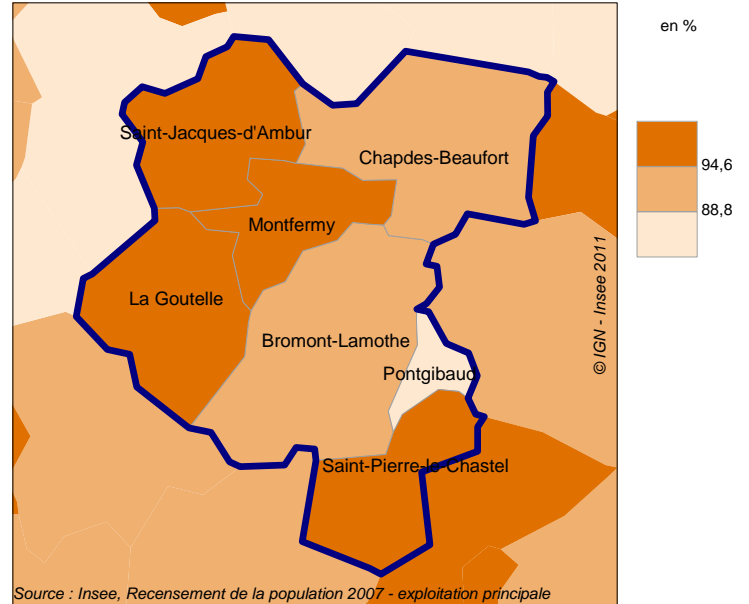 en %
94,6
88,8
Saint-Jacques-d'Ambur
Chapdes-Beaufort
Montfermy
La Goutelle
Bromont-Lamothe
Pontgibaud
Saint-Pierre-le-Chastel
© IGN - Insee 2011
Source : Insee, Recensement de la population 2007 - exploitation principale